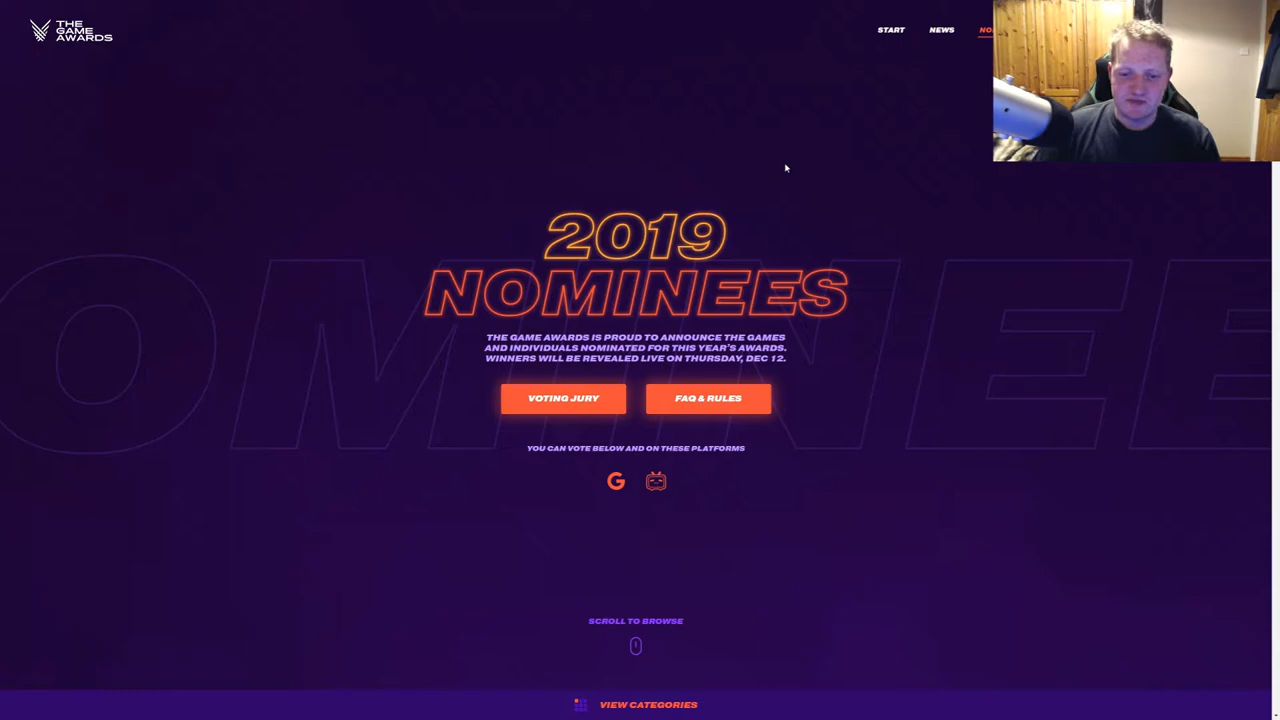 THE
GAME
AWARDS
START
NEWS
2019
NOMINEES
THE GAME AWARDS IS PROUD TO ANNOUNCE THE GAMES
AND INDIVIDUALS NOMINATED FOR THIS YEAR'S AWARDS.
WINNERS WILL BE REVEALED LIVE ON THURSDAY, DEC 12.
VOTING JURY
FAQ & RULES
YOU CAN VOTE BELOW AND ON THESE PLATFORMS
G
SCROLL TO BROWSE
VIEW CATEGORIES